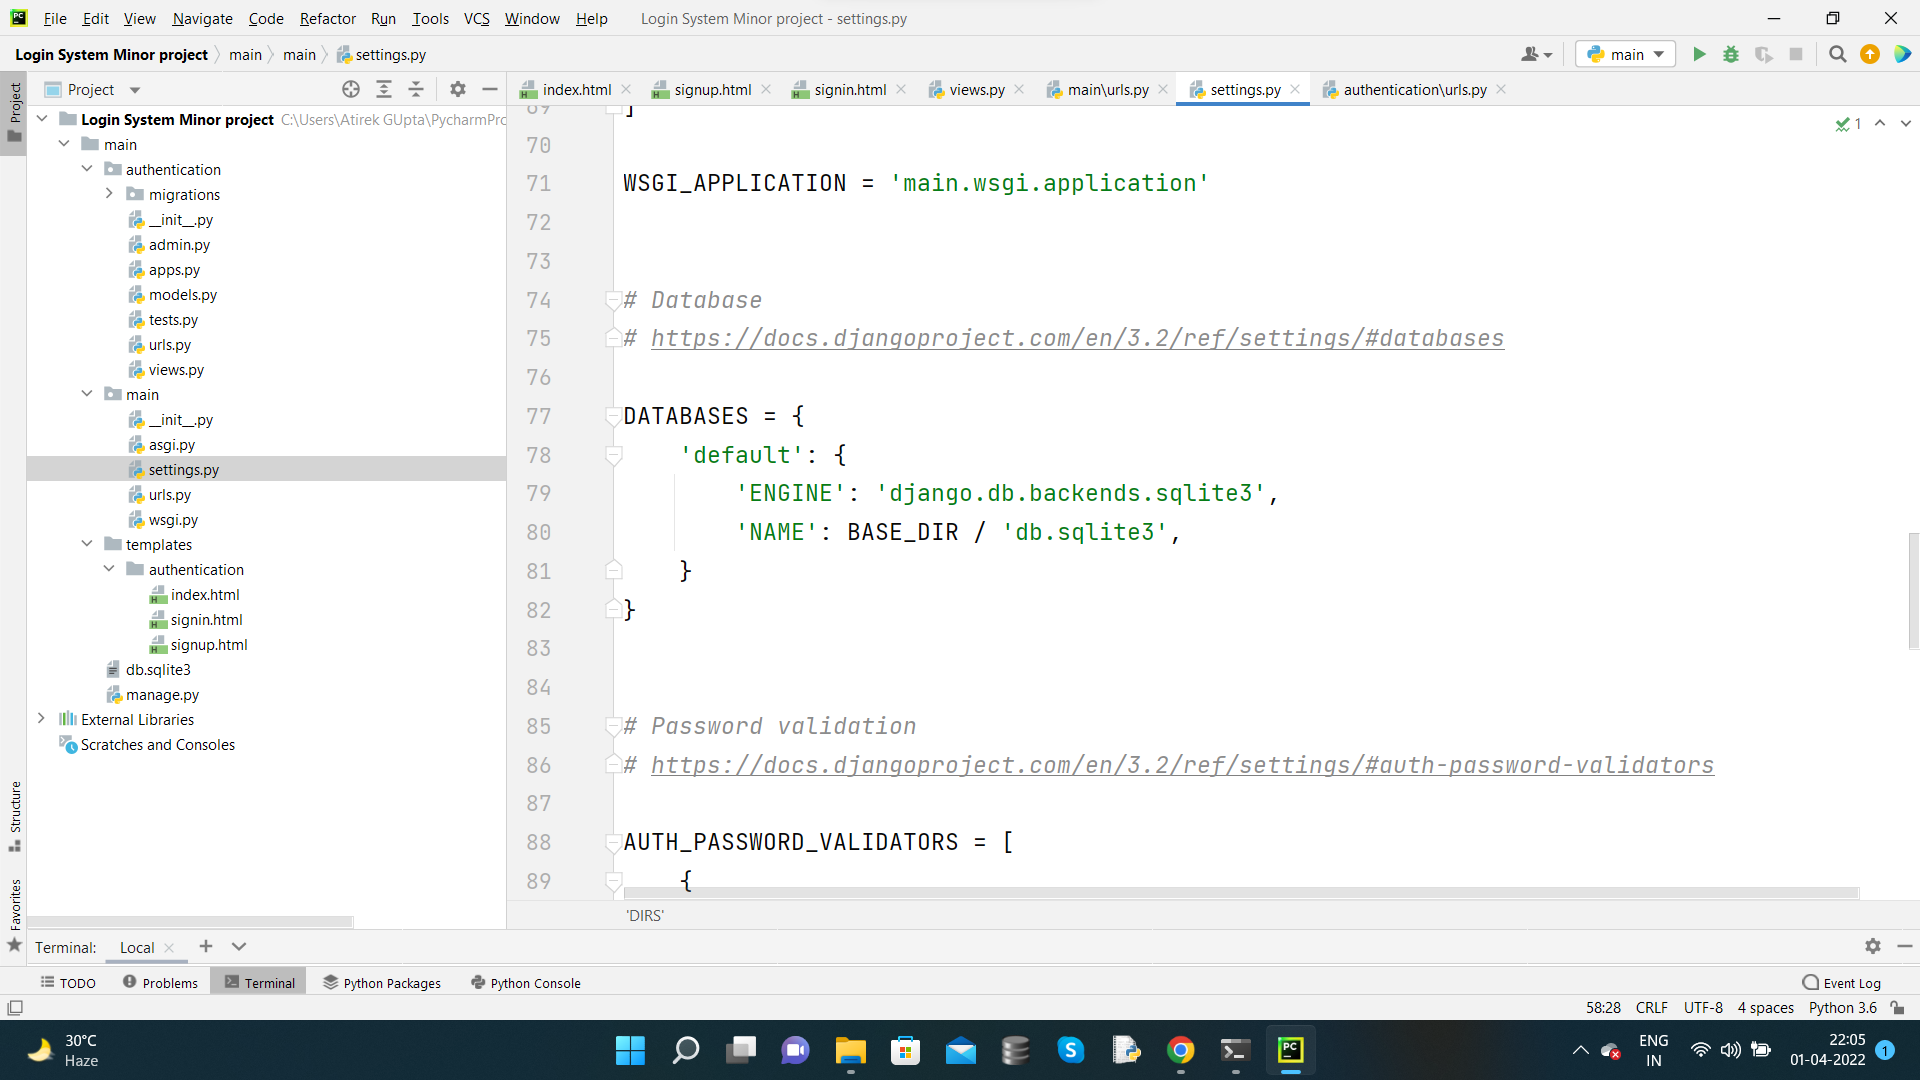 File Edit View Navigate Code Refactor Run Tools VCS Window Help Login System Minor project - settings.py
Login System Minor project main main settings.py main
Project
index.html signup.html signin.html views.py main\urls.py settings.py authentication\urls.py
Project
Login System Minor project C:\Users\Atirek GUpta\PycharmPro
main
authentication
migrations
__init__.py
admin.py
apps.py
models.py
tests.py
urls.py
views.py
main
__init__.py
asgi.py
settings.py
urls.py
wsgi.py
templates
authentication
index.html
signin.html
signup.html
db.sqlite3
manage.py
External Libraries
Scratches and Consoles
Structure
Favorites
1
69 ]
70
71 WSGI_APPLICATION = 'main.wsgi.application'
72
73
74 # Database
75 # https://docs.djangoproject.com/en/3.2/ref/settings/#databases
76
77 DATABASES = {
78 'default': {
79 'ENGINE': 'django.db.backends.sqlite3',
80 'NAME': BASE_DIR / 'db.sqlite3',
81 }
82 }
83
84
85 # Password validation
86 # https://docs.djangoproject.com/en/3.2/ref/settings/#auth-password-validators
87
88 AUTH_PASSWORD_VALIDATORS = [
89 {
'DIRS'
Terminal: Local
TODO Problems Terminal Python Packages Python Console Event Log
58:28 CRLF UTF-8 4 spaces Python 3.6
30°C
Haze
ENG
IN
22:05
01-04-2022
1